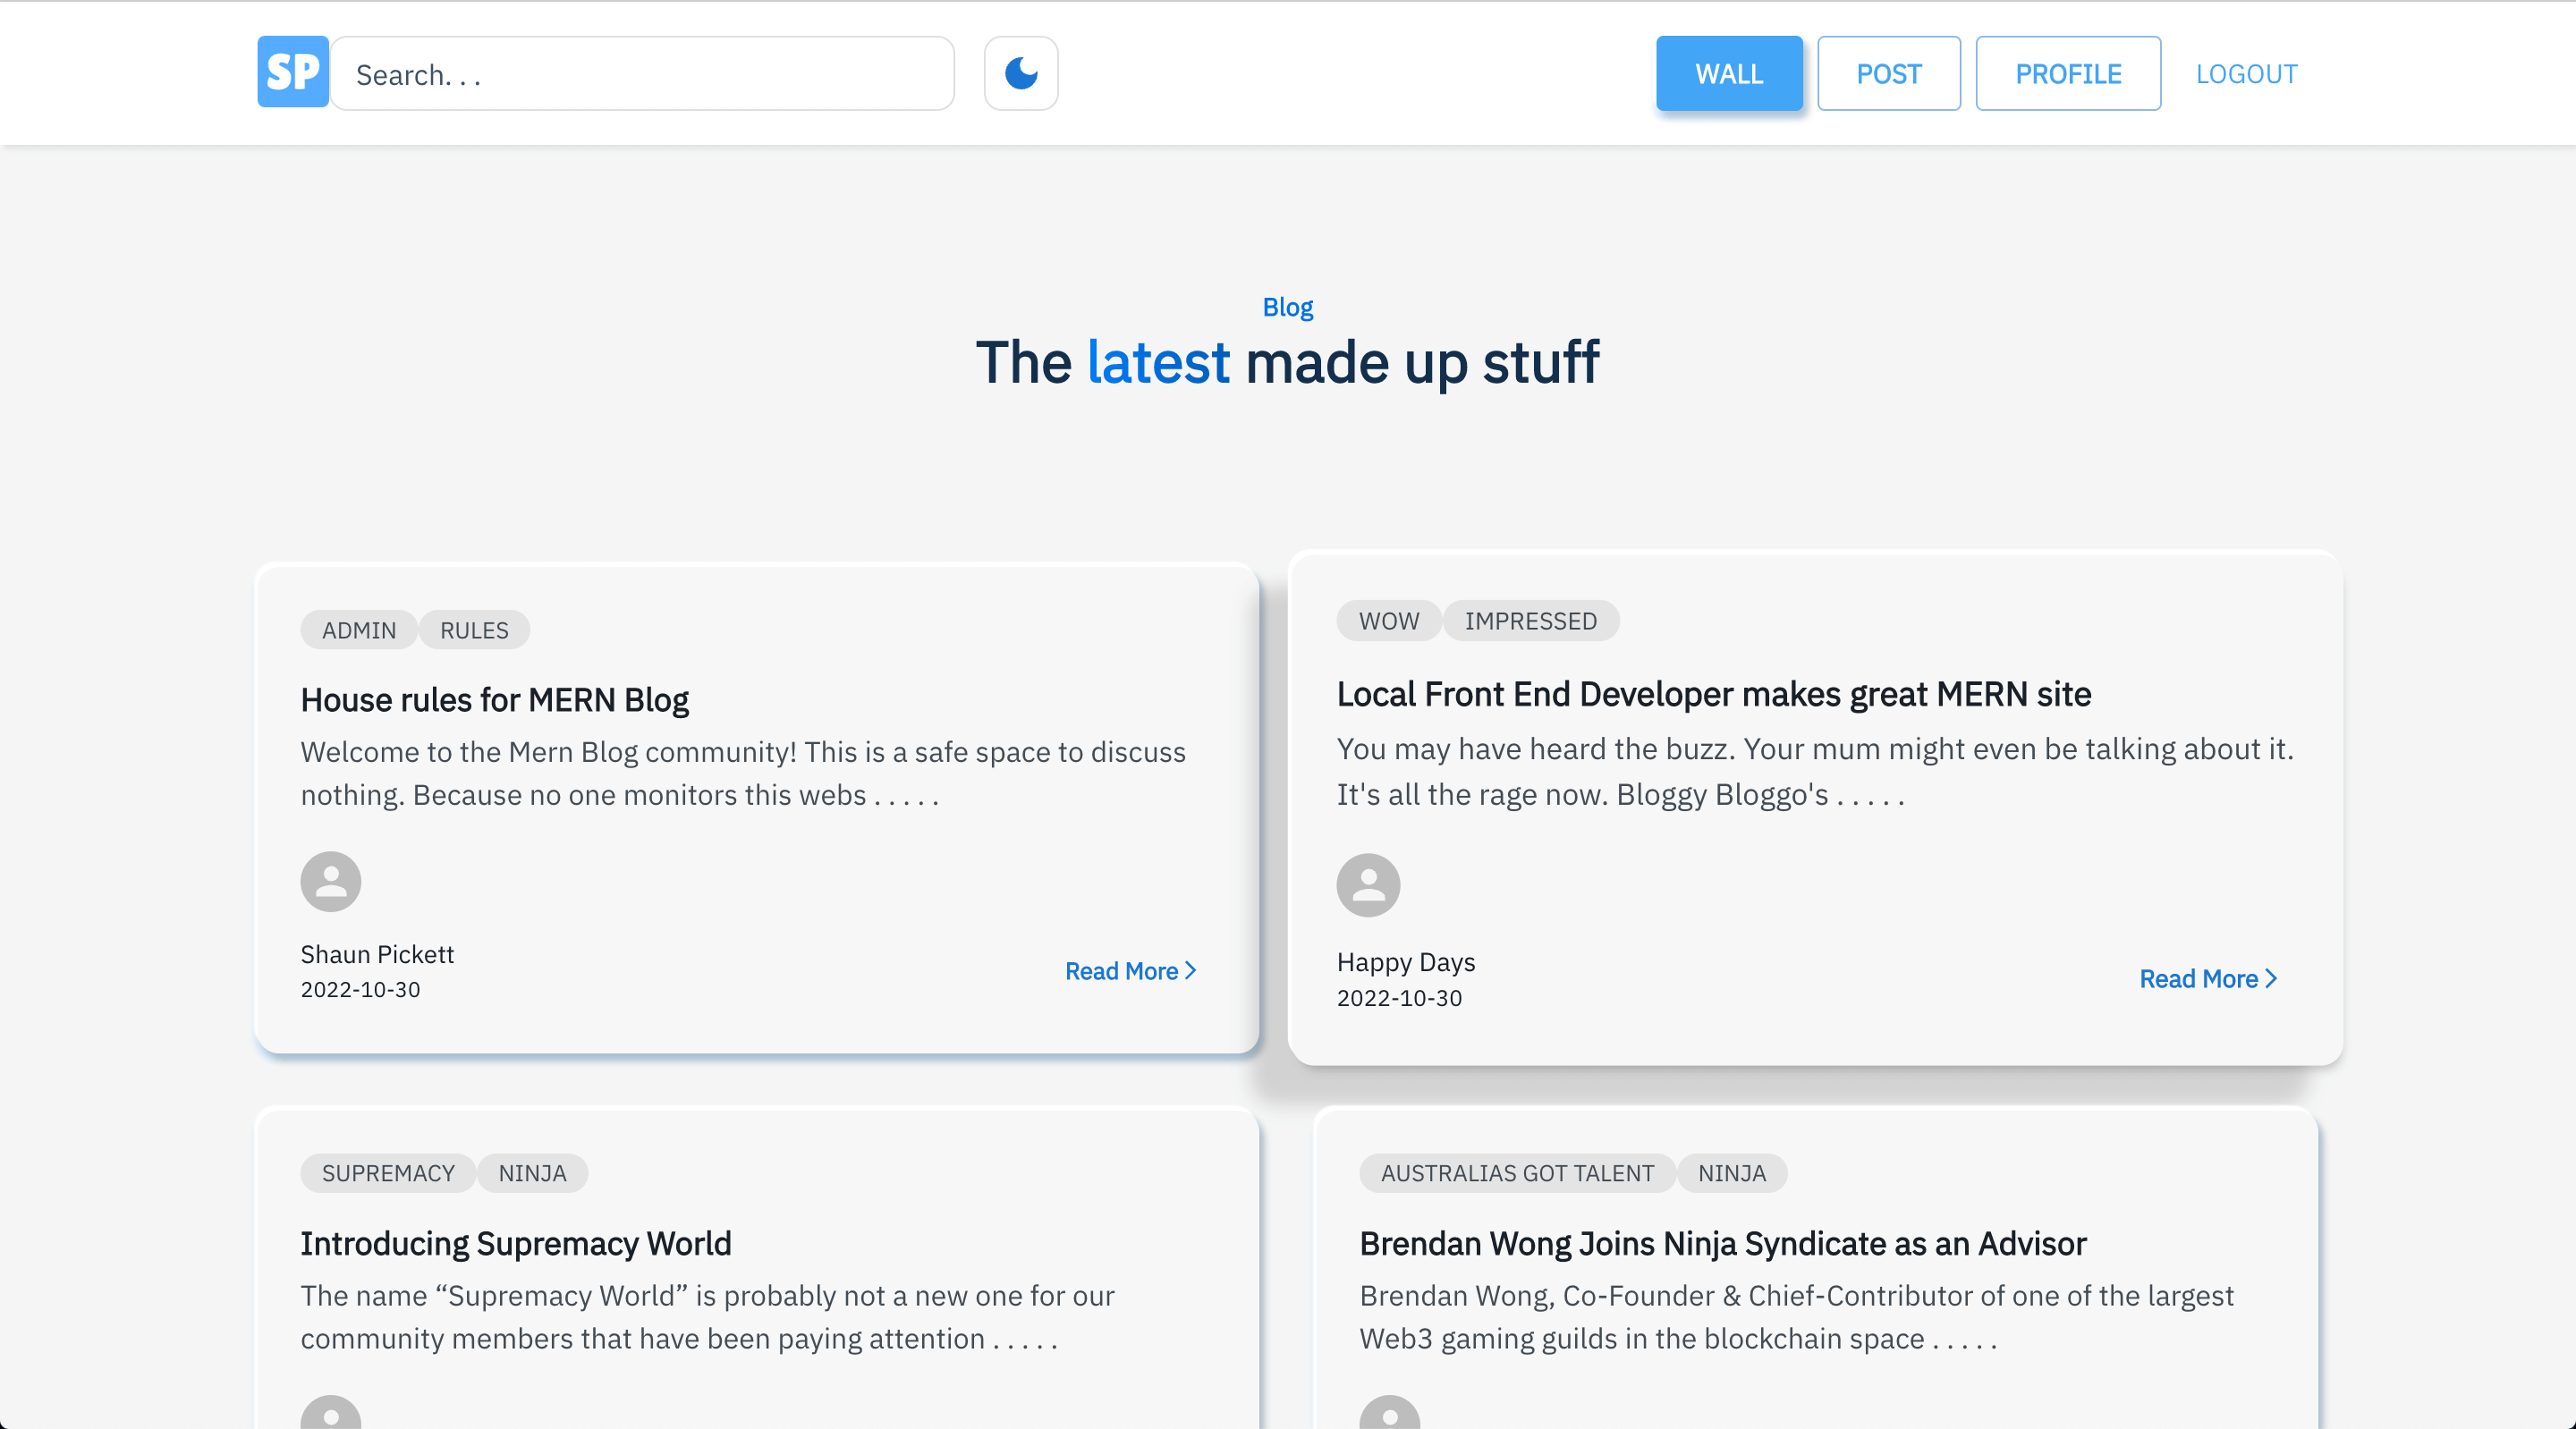 SP
Search. . .
WALL
POST
PROFILE
LOGOUT
Blog
The latest made up stuff
ADMIN
RULES
House rules for MERN Blog
Welcome to the Mern Blog community! This is a safe space to discuss
nothing. Because no one monitors this webs . . . . .
Shaun Pickett
2022-10-30
Read More
WOW
IMPRESSED
Local Front End Developer makes great MERN site
You may have heard the buzz. Your mum might even be talking about it.
It's all the rage now. Bloggy Bloggo's . . . . .
Happy Days
2022-10-30
Read More
SUPREMACY
NINJA
Introducing Supremacy World
The name “Supremacy World” is probably not a new one for our
community members that have been paying attention . . . . .
AUSTRALIAS GOT TALENT
NINJA
Brendan Wong Joins Ninja Syndicate as an Advisor
Brendan Wong, Co-Founder & Chief-Contributor of one of the largest
Web3 gaming guilds in the blockchain space . . . . .